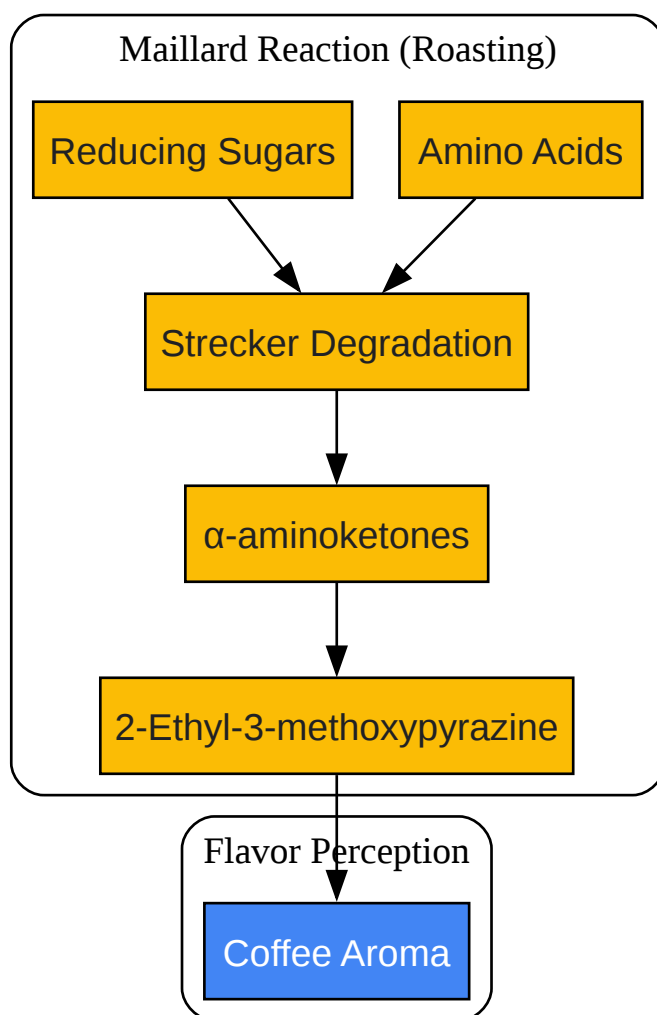 Maillard Reaction (Roasting)
Reducing Sugars
Amino Acids
Strecker Degradation
α-aminoketones
2-Ethyl-3-methoxypyrazine
Flavor Perception
Coffee Aroma